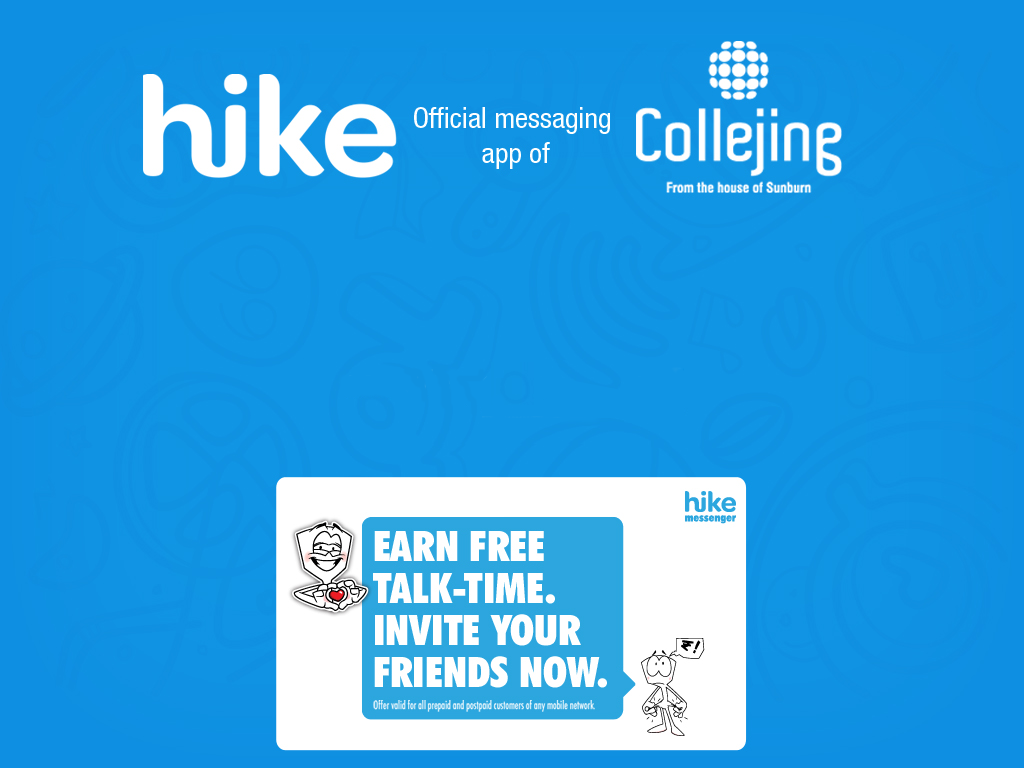 hike
Official messaging
app of
Collejing
From the house of Sunburn
hike
messenger
EARN FREE
TALK-TIME.
INVITE YOUR
FRIENDS NOW.
Offer valid for all prepaid and postpaid customers of any mobile network.
₹!